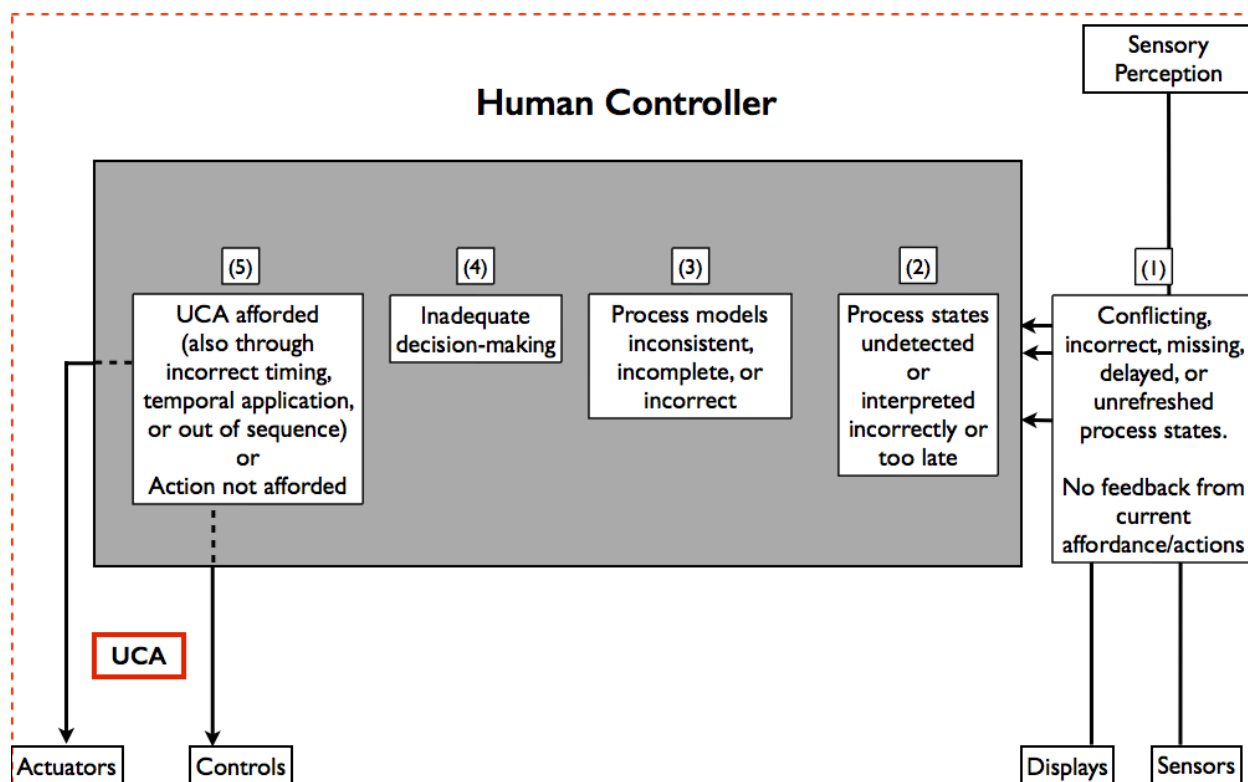 Sensory
Perception
Human Controller
(5)
UCA afforded
(also through
incorrect timing,
temporal application,
or out of sequence)
or
Action not afforded
(4)
Inadequate
decision-making
(3)
Process models
inconsistent,
incomplete, or
incorrect
(2)
Process states
undetected
or
interpreted
incorrectly or
too late
(1)
Conflicting,
incorrect, missing,
delayed, or
unrefreshed
process states.
No feedback from
current
affordance/actions
UCA
Actuators
Controls
Displays
Sensors